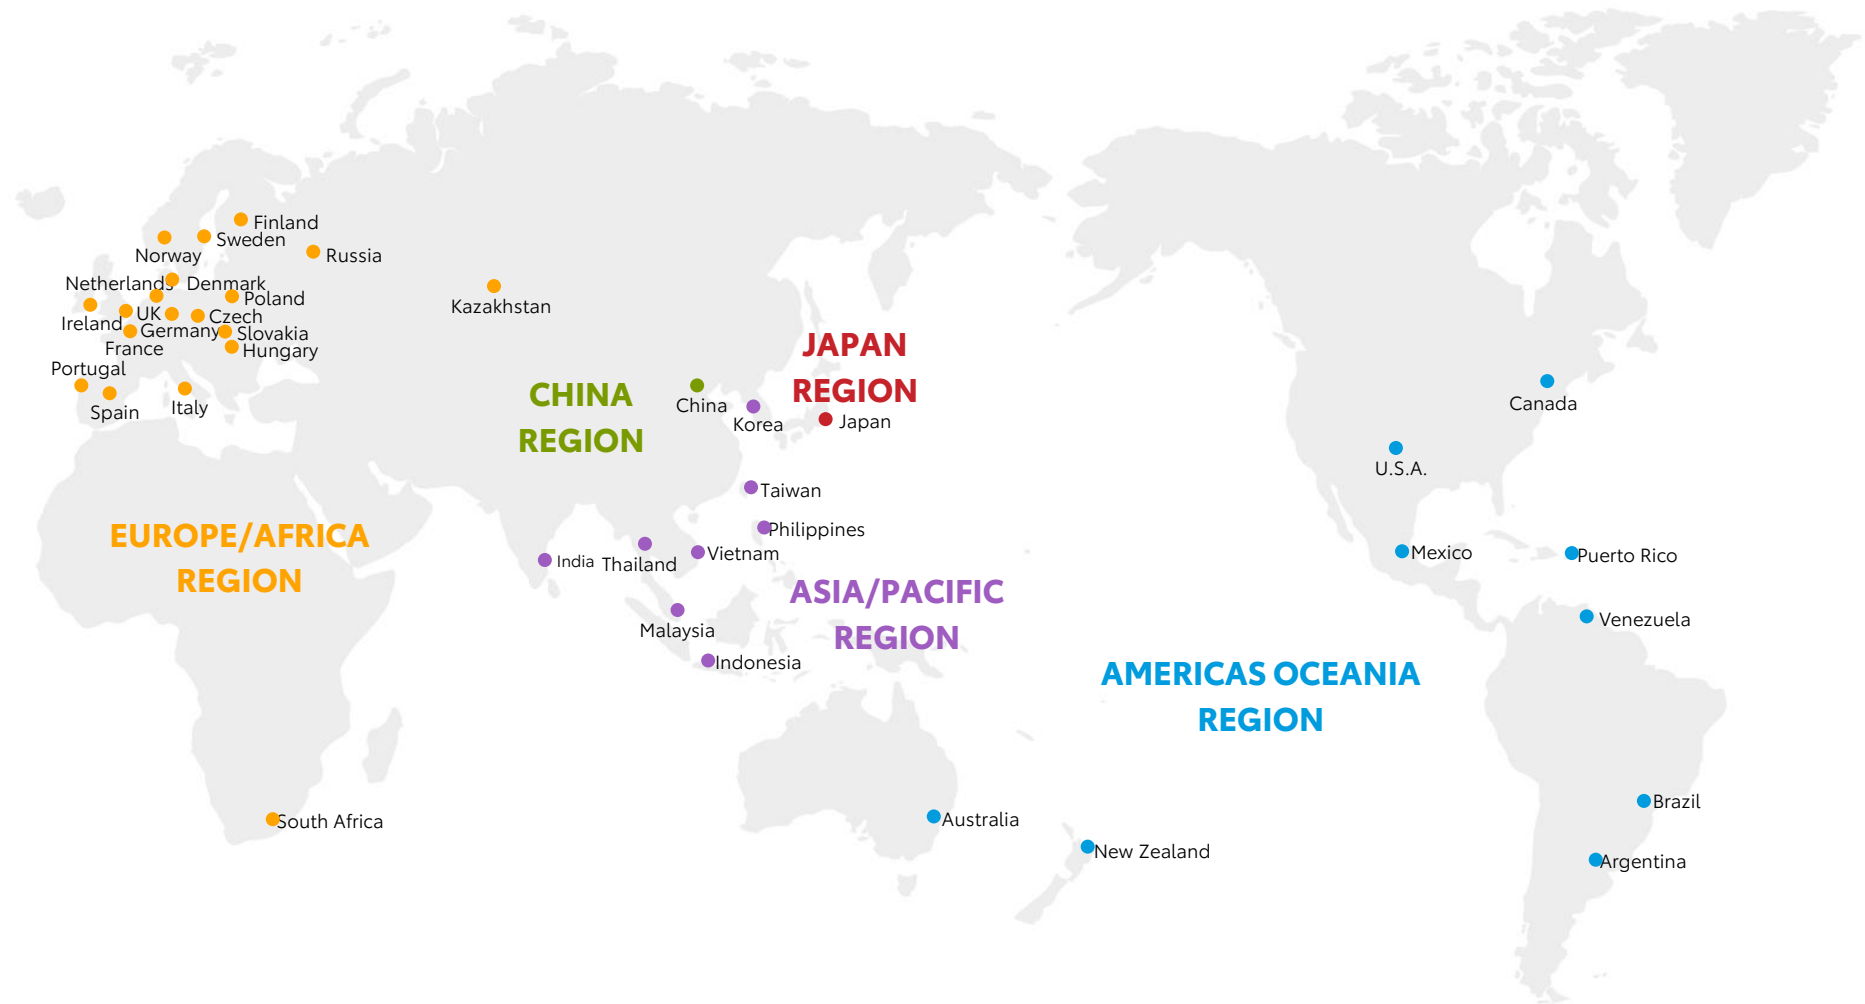 Finland
Sweden
Norway
Russia
Netherlands
Denmark
Poland
Kazakhstan
UK
Czech
Ireland
Germany
Slovakia
France
Hungary
Portugal
Spain
Italy
JAPAN
REGION
CHINA
REGION
China
Korea
Japan
Canada
U.S.A.
Taiwan
Philippines
EUROPE/AFRICA
REGION
India
Thailand
Vietnam
Mexico
Puerto Rico
ASIA/PACIFIC
REGION
Malaysia
Indonesia
Venezuela
AMERICAS OCEANIA
REGION
South Africa
Australia
New Zealand
Brazil
Argentina